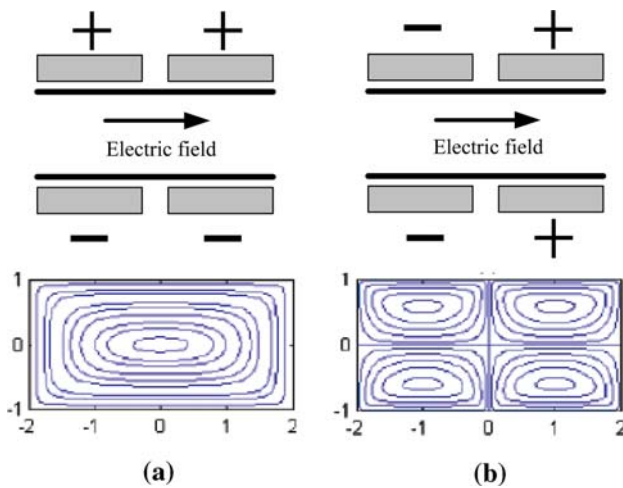 + +
- +
Electric field
Electric field
- -
- +
1
0
-1
-2 -1 0 1 2
1
0
-1
-2 -1 0 1 2
(a)
(b)